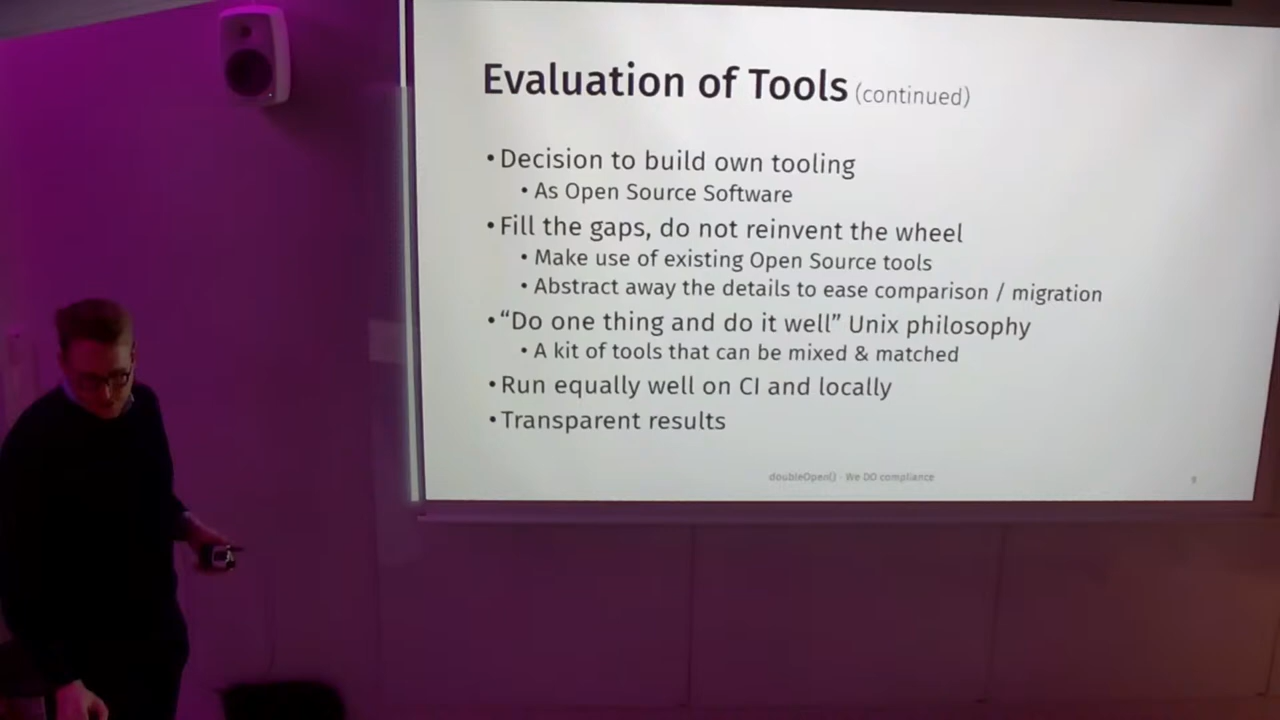 Evaluation of Tools (continued)
• Decision to build own tooling
• As Open Source Software
• Fill the gaps, do not reinvent the wheel
• Make use of existing Open Source tools
• Abstract away the details to ease comparison / migration
• “Do one thing and do it well” Unix philosophy
• A kit of tools that can be mixed & matched
• Run equally well on CI and locally
• Transparent results
doubleOpen() - We DO compliance
9